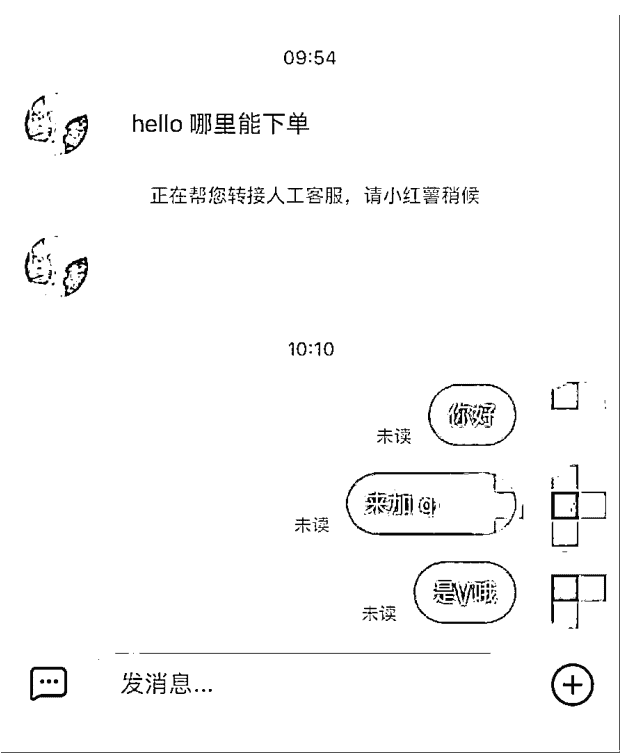 09:54
hello 哪里能下单
正在帮您转接人工客服，请小红薯稍候
10:10
你好
未读
来加 q
未读
是V哦
未读
发消息...